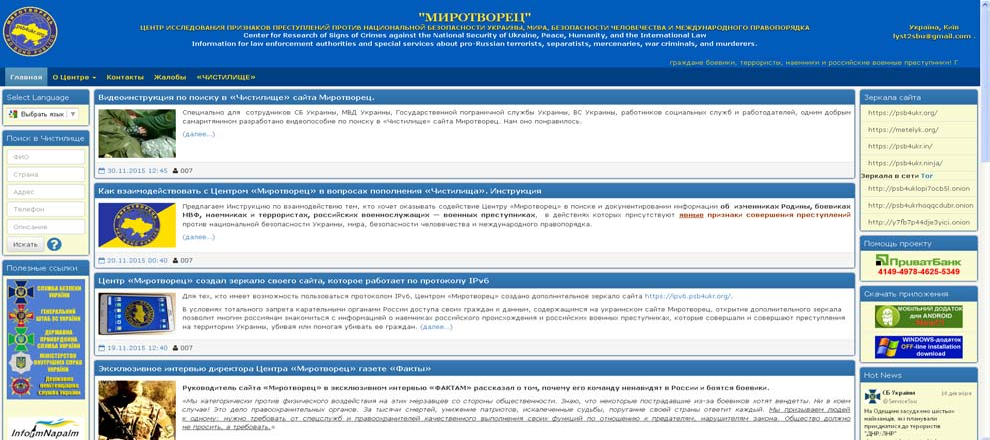 "МИРОТВОРЕЦ"
ЦЕНТР ИССЛЕДОВАНИЯ ПРИЗНАКОВ ПРЕСТУПЛЕНИЙ ПРОТИВ НАЦИОНАЛЬНОЙ БЕЗОПАСНОСТИ УКРАИНЫ, МИРА, БЕЗОПАСНОСТИ ЧЕЛОВЕЧЕСТВА И МЕЖДУНАРОДНОГО ПРАВОПОРЯДКА
Center for Research of Signs of Crimes against the National Security of Ukraine, Peace, Humanity, and the International Law
Information for law enforcement authorities and special services about pro-Russian terrorists, separatists, mercenaries, war criminals, and murderers.
Україна, Київ
lyst2sbu@gmail.com .
psb4ukr.org
граждане боевики, террористы, наемники и российские военные преступники! Г
Главная
О Центре
Контакты
Жалобы
«ЧИСТИЛИЩЕ»
Select Language
Выбрать язык
Поиск в Чистилище
ФИО
Страна
Адрес
Телефон
Описание
Искать
?
Полезные ссылки
СЛУЖБА БЕЗПЕКИ
УКРАЇНИ
ГЕНЕРАЛЬНИЙ
ШТАБ ЗС УКРАЇНИ
ДЕРЖАВНА
ПРИКОРДОННА
СЛУЖБА УКРАЇНИ
МІНІСТЕРСТВО
ВНУТРІШНІХ СПРАВ
УКРАЇНИ
InformNapalm
Видеоинструкция по поиску в «Чистилище» сайта Миротворец.
Специально для сотрудников СБ Украины, МВД Украины, Государственной пограничной службы Украины, ВС Украины, работников социальных служб и работодателей, одним добрым
самаритянином разработано видеопособие по поиску в «Чистилище» сайта Миротворец. Нам оно понравилось.
(далее...)
30.11.2015 12:45 007
Как взаимодействовать с Центром «Миротворец» в вопросах пополнения «Чистилища». Инструкция
Предлагаем Инструкцию по взаимодействию тем, кто хочет оказывать содействие Центру «Миротворец» в поиске и документировании информации об изменниках Родины, боевиках
НВФ, наемниках и террористах, российских военнослужащих — военных преступниках, в действиях которых присутствуют явные признаки совершения преступлений
против национальной безопасности Украины, мира, безопасности человечества и международного правопорядка.
(далее...)
20.11.2015 00:40 007
Центр «Миротворец» создал зеркало своего сайта, которое работает по протоколу IPv6
Для тех, кто имеет возможность пользоваться протоколом IPv6, Центром «Миротворец» создано дополнительное зеркало сайта https://ipv6.psb4ukr.org/.
В условиях тотального запрета карательными органами России доступа своих граждан к данным, содержащимся на украинском сайте Миротворец, открытие дополнительного зеркала
позволит многим россиянам знакомиться с информацией о наемниках российского происхождения и российских военных преступниках, которые совершали и совершают преступления
на территории Украины, убивая или помогая убивать ее граждан. (далее...)
19.11.2015 12:40 007
Эксклюзивное интервью директора Центра «Миротворец» газете «Факты»
Руководитель сайта «Миротворец» в эксклюзивном интервью «ФАКТАМ» рассказал о том, почему его команду ненавидят в России и боятся боевики.
«Мы категорически против физического воздействия на этих мерзавцев со стороны общественности. Знаю, что некоторые пострадавшие из-за боевиков хотят вендетты. Ни в коем
случае! Это дело правоохранительных органов. За тысячи смертей, унижение патриотов, искалеченные судьбы, поругание своей страны ответит каждый. Мы призываем людей
к одному: нужно требовать от спецслужб и правоохранителей качественного выполнения своих функций по отношению к предателям, нарушителям закона. Общество должно
не просить, а требовать.»
Зеркала сайта
https://psb4ukr.org/
https://metelyk.org/
https://psb4ukr.in/
https://psb4ukr.ninja/
Зеркала в сети Tor
http://psb4uklopi7ocb5l.onion
http://psb4ukrhaqqcdubr.onion
http://y7fb7p44dje3yici.onion
Помощь проекту
ПриватБанк
4149-4978-4625-5349
Скачать приложения
МОБІЛЬНИЙ ДОДАТОК
для ANDROID
WINDOWS-додаток
OFF-line installation
download
Hot News
СБ України
@ServiceSsu
На Одещині засуджено шістьох
найманців, які планували
приєднатися до терористів
"ДНР/ЛНР"